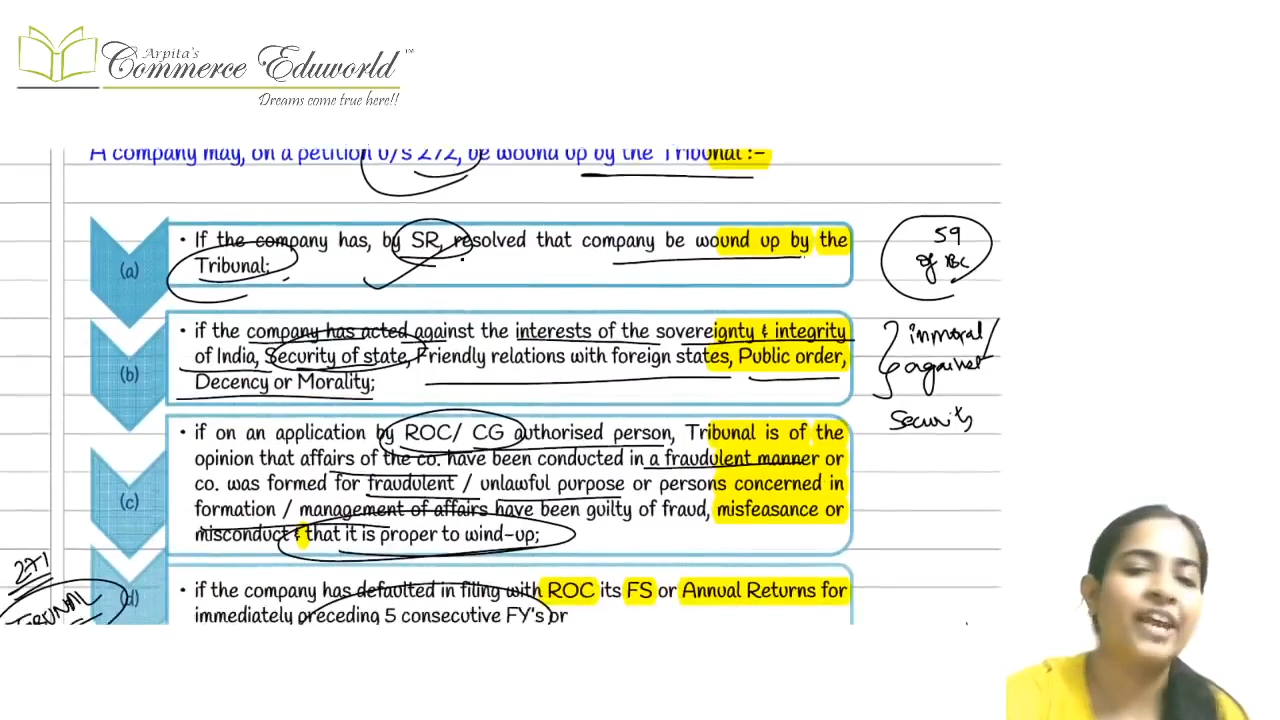 Arpita's
Commerce Eduworld™
Dreams come true here!!
A company may, on a petition u/s 272, be wound up by the Tribunal :-
(a)
• If the company has, by SR, resolved that company be wound up by the
Tribunal;
59
of IBC
(b)
• if the company has acted against the interests of the sovereignty & integrity
of India, Security of state, Friendly relations with foreign states, Public order,
Decency or Morality;
immoral/
against
Security
(c)
• if on an application by ROC/ CG authorised person, Tribunal is of the
opinion that affairs of the co. have been conducted in a fraudulent manner or
co. was formed for fraudulent / unlawful purpose or persons concerned in
formation / management of affairs have been guilty of fraud, misfeasance or
misconduct & that it is proper to wind-up;
271
(d)
• if the company has defaulted in filing with ROC its FS or Annual Returns for
immediately preceding 5 consecutive FY's or